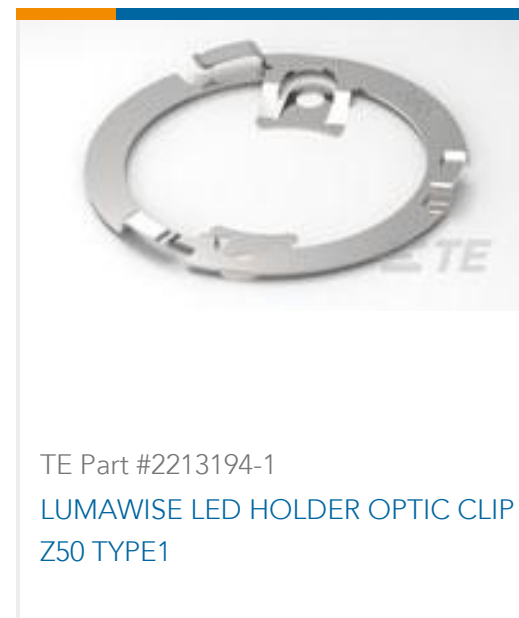 TE
TE Part #2213194-1
LUMAWISE LED HOLDER OPTIC CLIP
Z50 TYPE1